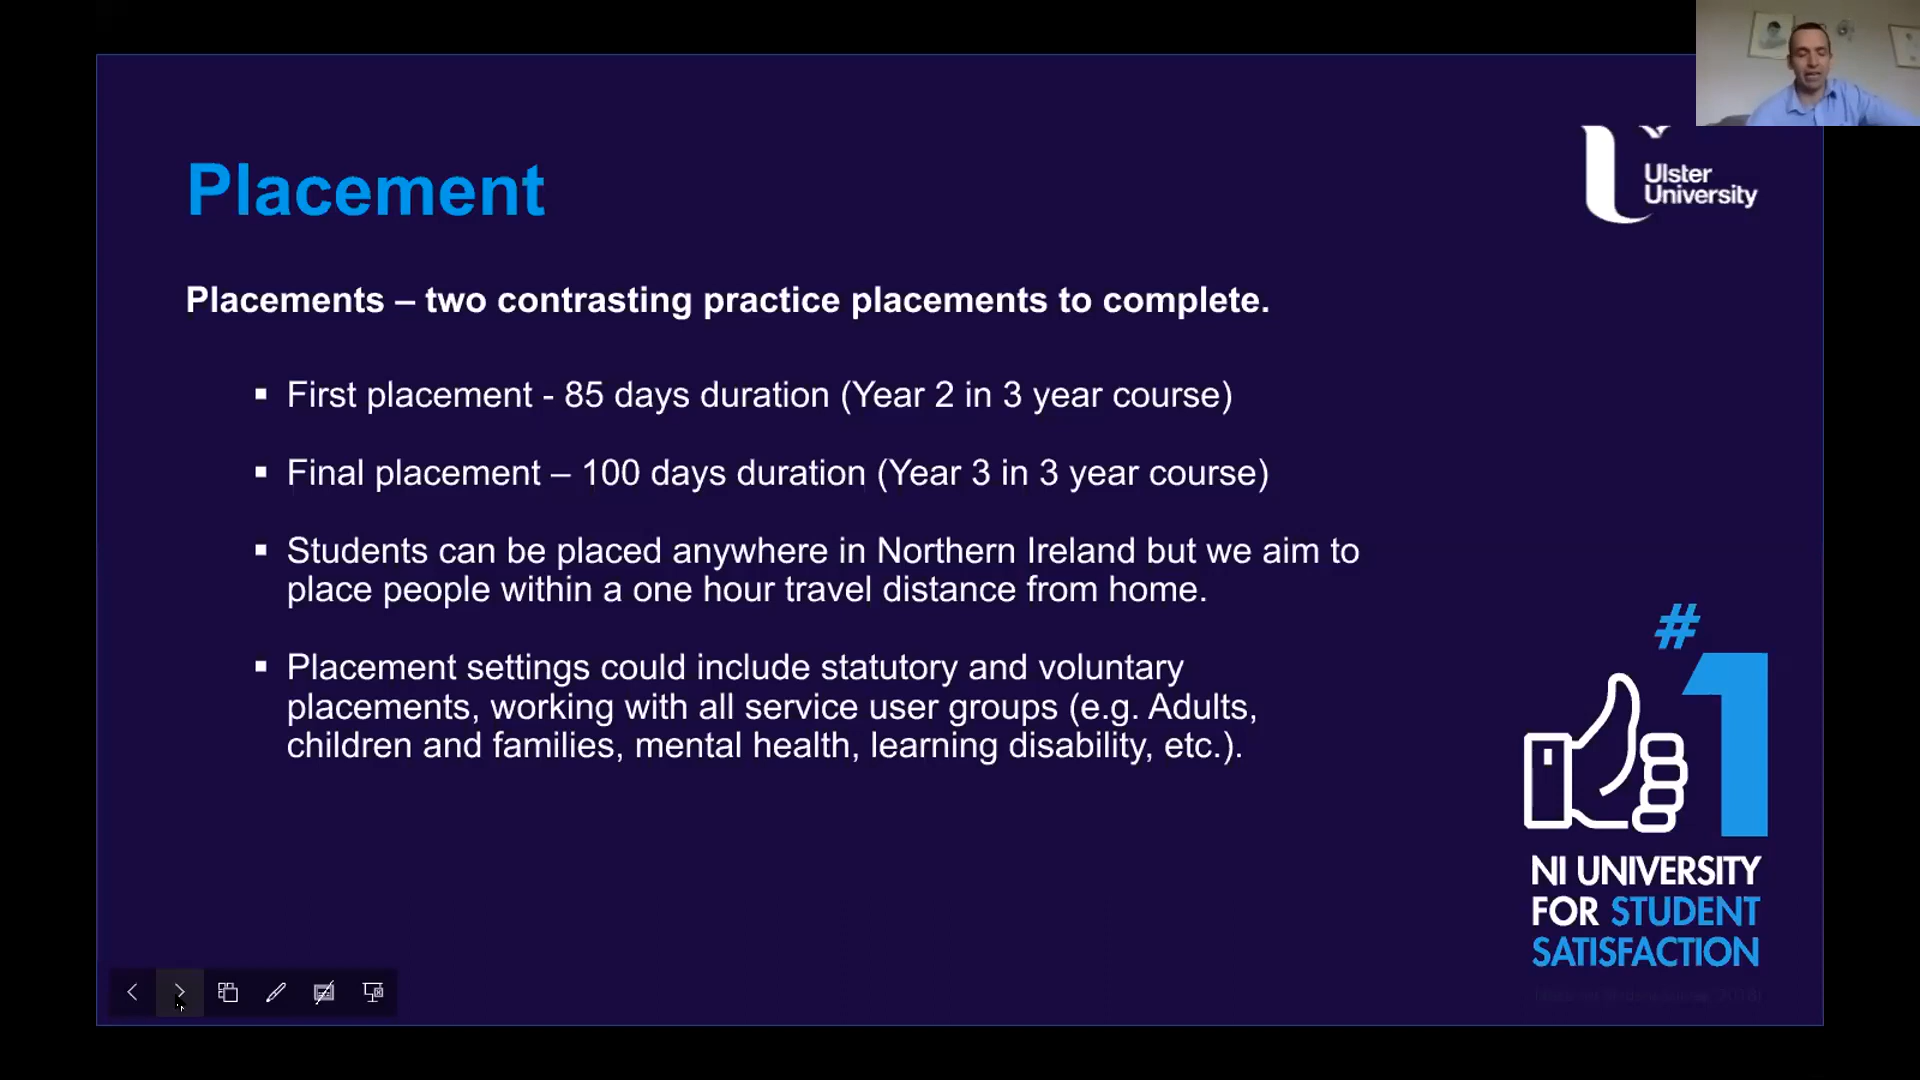 Placement
Ulster
University
Placements – two contrasting practice placements to complete.
▪ First placement - 85 days duration (Year 2 in 3 year course)
▪ Final placement – 100 days duration (Year 3 in 3 year course)
▪ Students can be placed anywhere in Northern Ireland but we aim to
place people within a one hour travel distance from home.
▪ Placement settings could include statutory and voluntary
placements, working with all service user groups (e.g. Adults,
children and families, mental health, learning disability, etc.).
#1
NI UNIVERSITY
FOR STUDENT
SATISFACTION